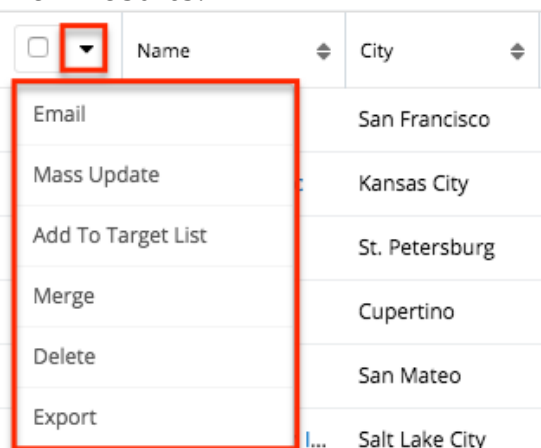 Name
City
Email
San Francisco
Mass Update
Kansas City
Add To Target List
St. Petersburg
Merge
Cupertino
Delete
San Mateo
Export
Salt Lake City